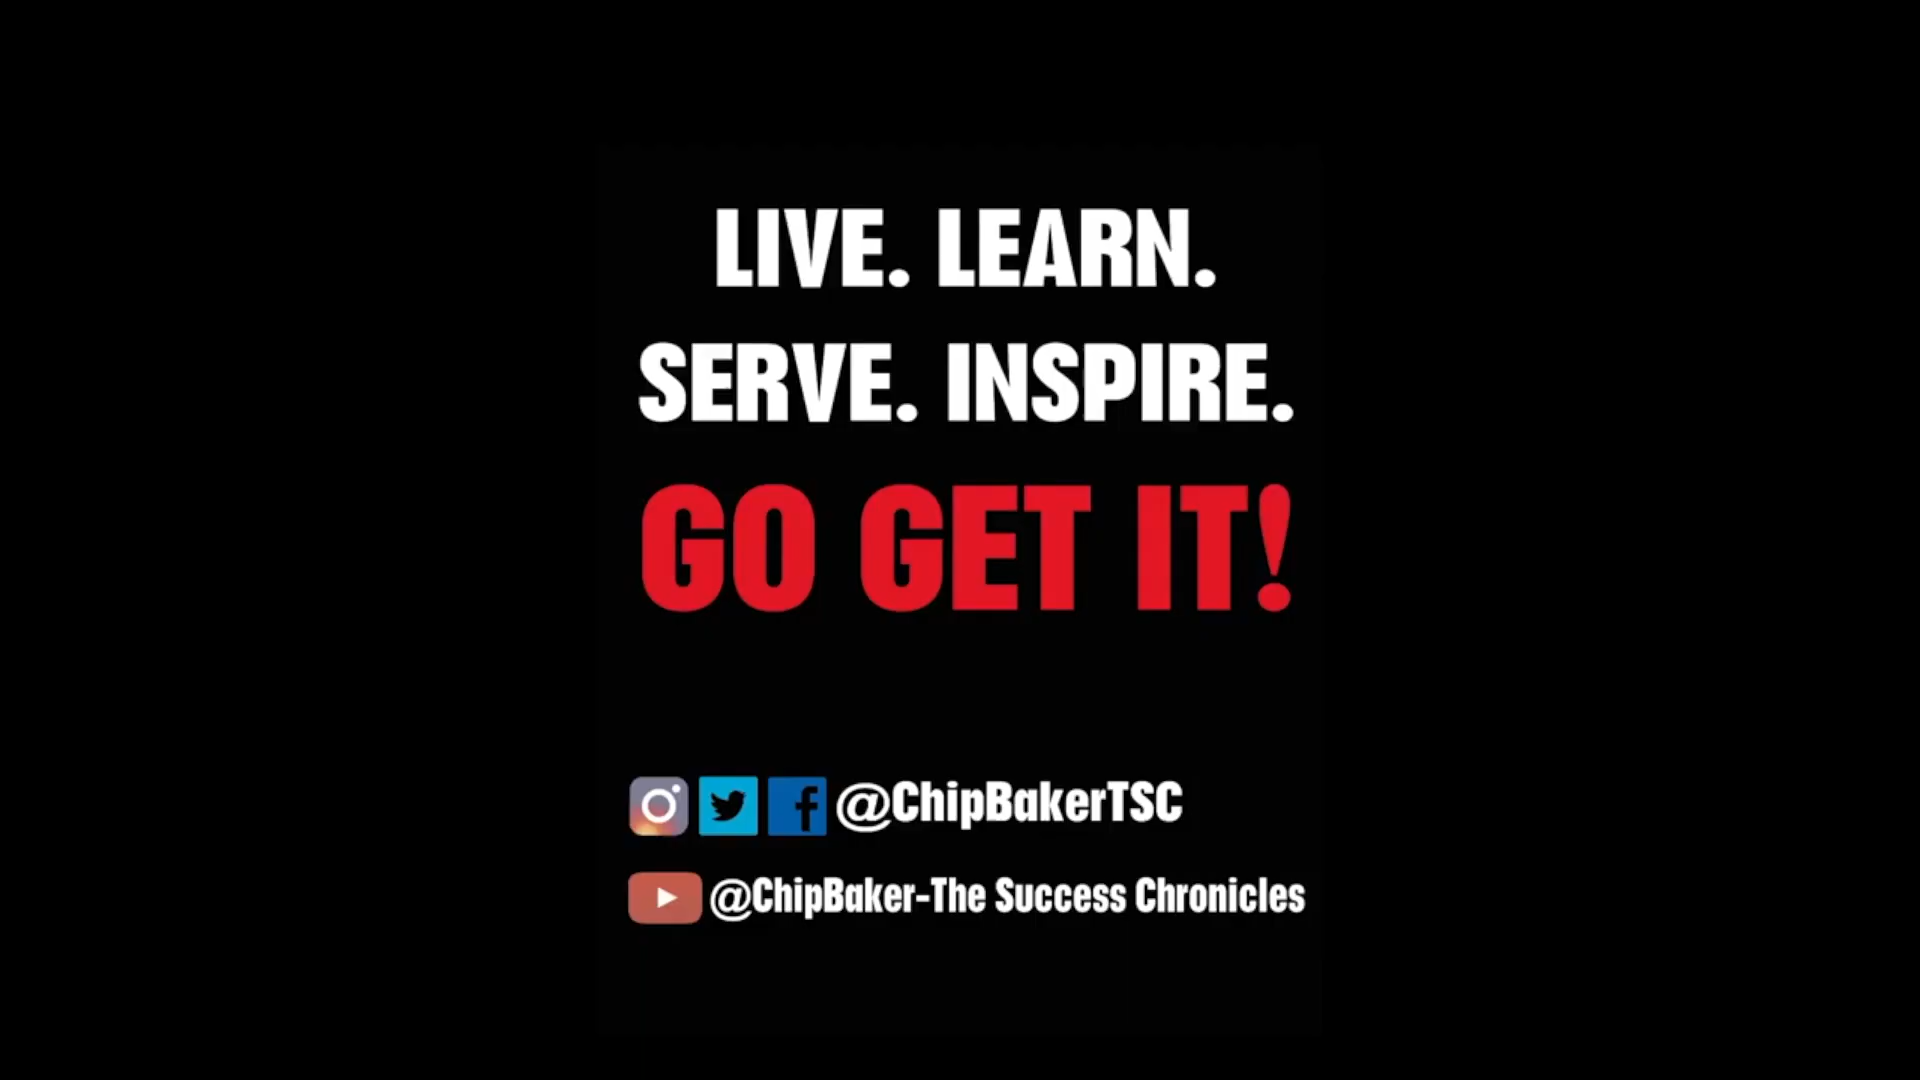 LIVE. LEARN.
SERVE. INSPIRE.
GO GET IT!
@ChipBakerTSC
@ChipBaker-The Success Chronicles